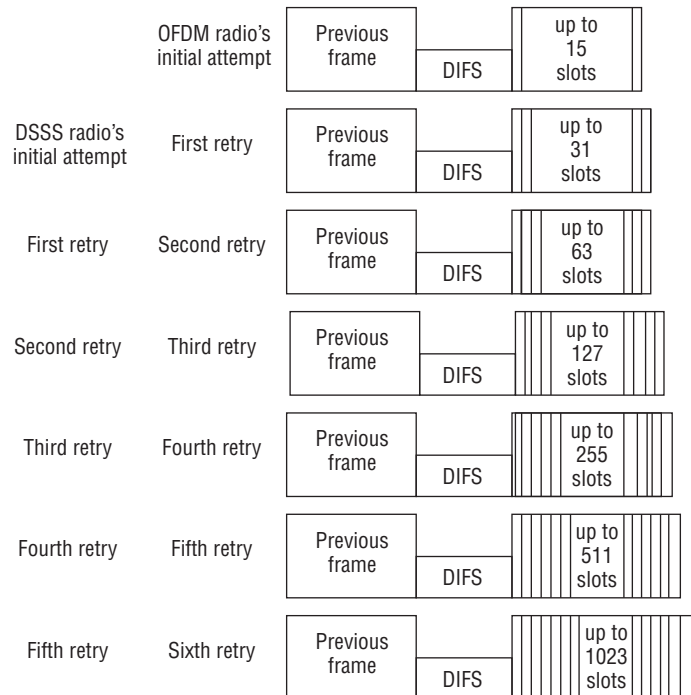 OFDM radio's
initial attempt
Previous
frame
DIFS
up to
15
slots
DSSS radio's
initial attempt
First retry
Previous
frame
DIFS
up to
31
slots
First retry
Second retry
Previous
frame
DIFS
up to
63
slots
Second retry
Third retry
Previous
frame
DIFS
up to
127
slots
Third retry
Fourth retry
Previous
frame
DIFS
up to
255
slots
Fourth retry
Fifth retry
Previous
frame
DIFS
up to
511
slots
Fifth retry
Sixth retry
Previous
frame
DIFS
up to
1023
slots